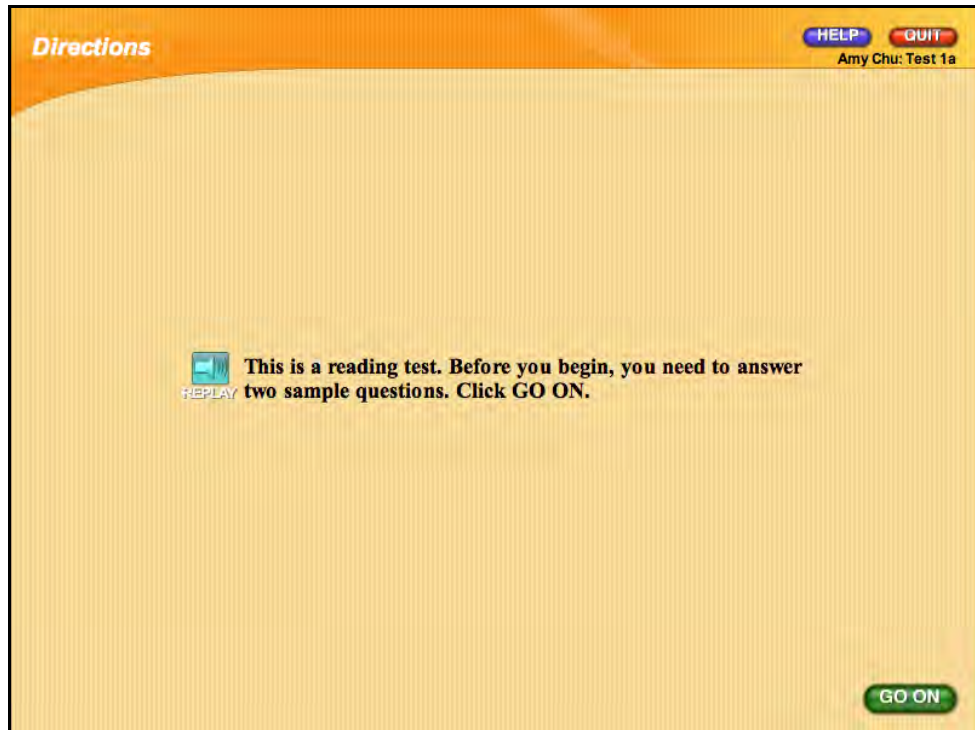 Directions
HELP QUIT
Amy Chu: Test 1a
This is a reading test. Before you begin, you need to answer
REPLAY two sample questions. Click GO ON.
GO ON